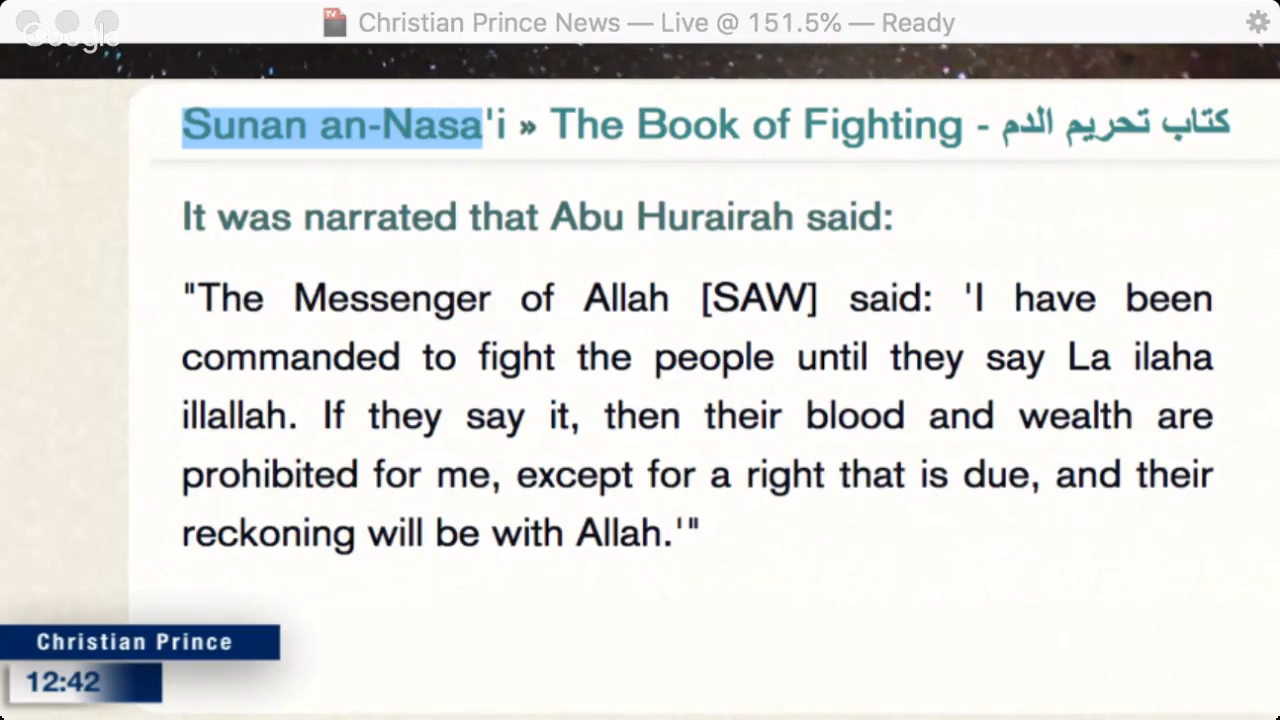 Google
TV
Christian Prince News — Live @ 151.5% — Ready
Sunan an-Nasa'i » The Book of Fighting - كتاب تحريم الدم
It was narrated that Abu Hurairah said:
"The Messenger of Allah [SAW] said: 'I have been
commanded to fight the people until they say La ilaha
illallah. If they say it, then their blood and wealth are
prohibited for me, except for a right that is due, and their
reckoning will be with Allah.'"
Christian Prince
12:42